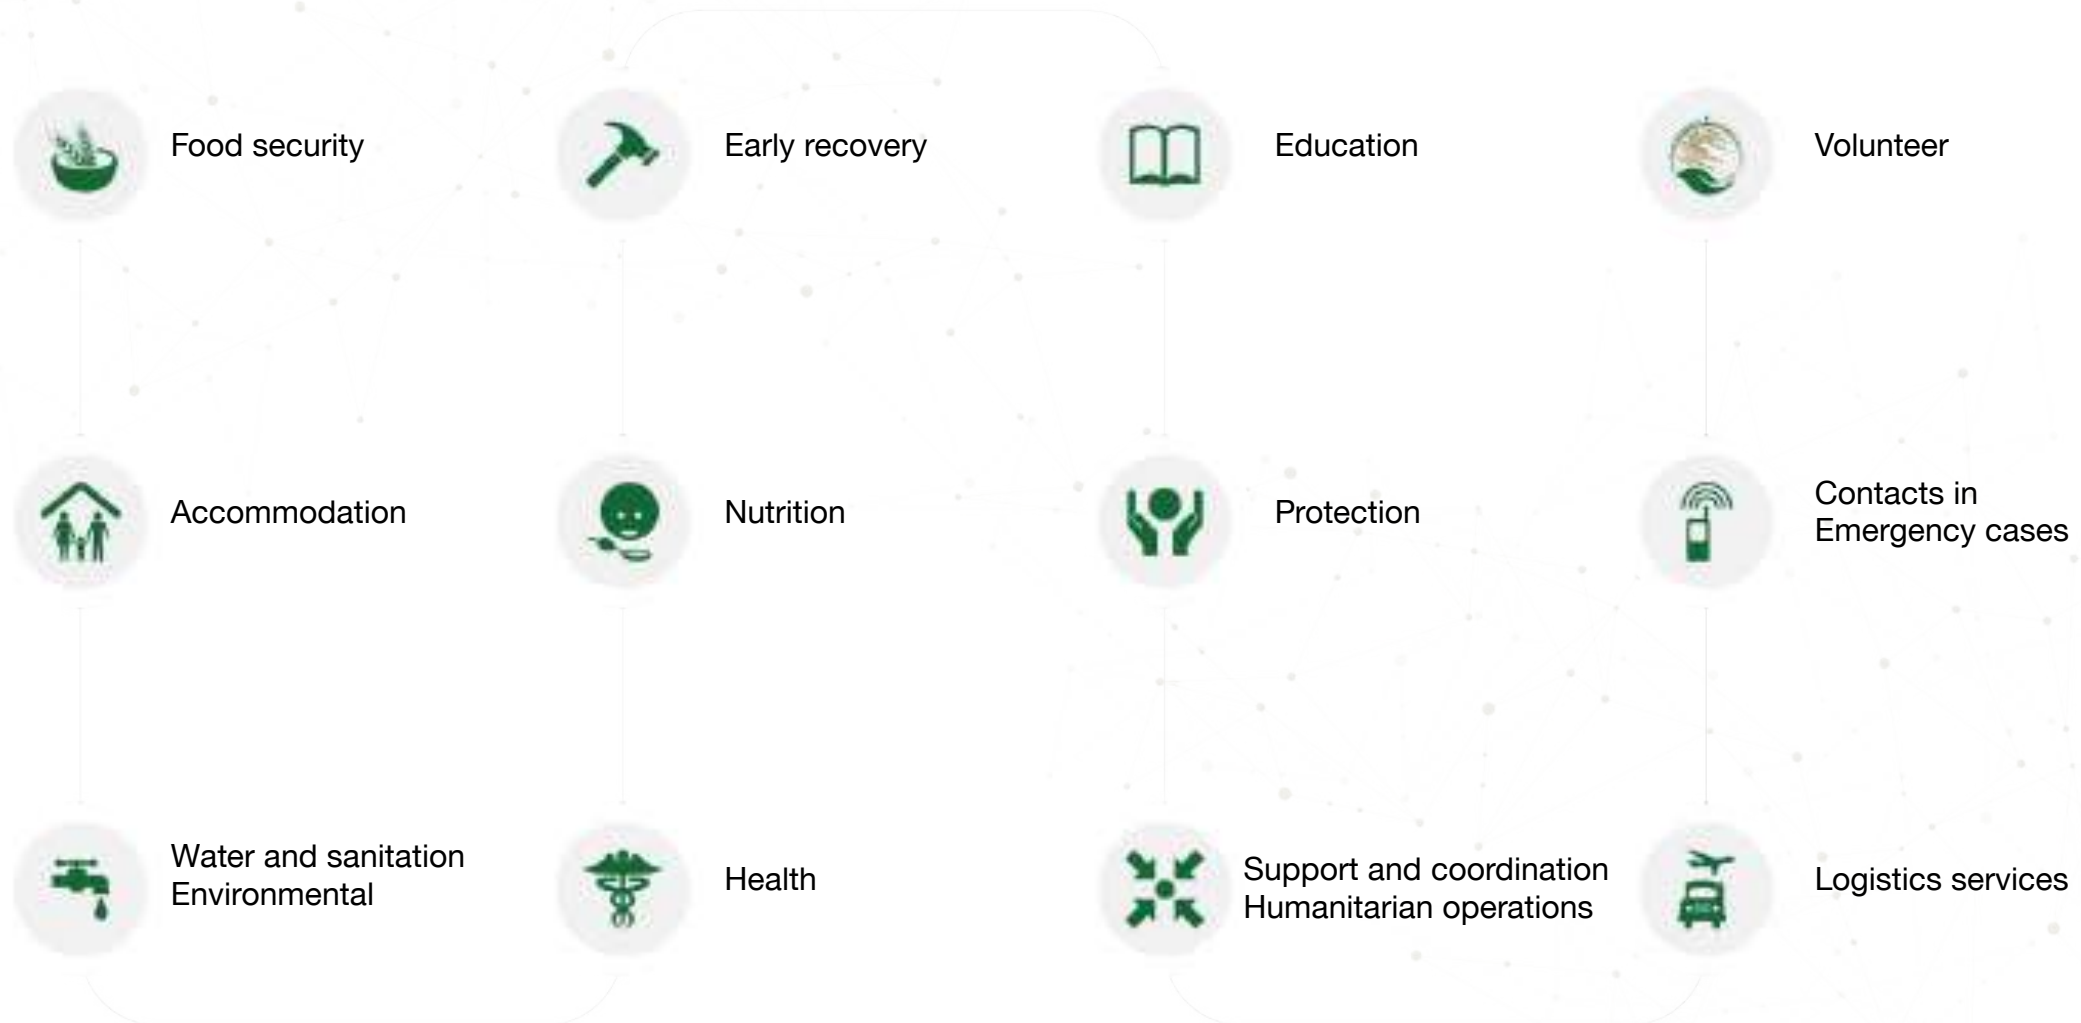 Food security
Early recovery
Education
Volunteer
Accommodation
Nutrition
Protection
Contacts in
Emergency cases
Water and sanitation
Environmental
Health
Support and coordination
Humanitarian operations
Logistics services